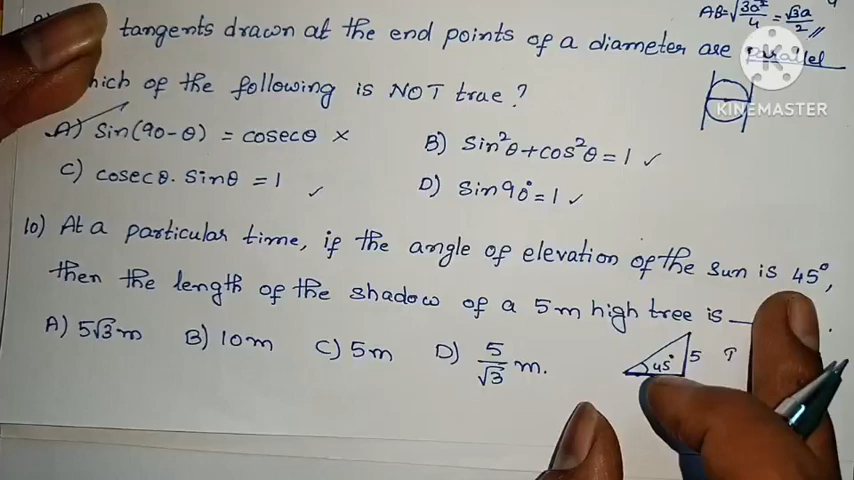 AB=√3a²/4 = √3a/2 //
tangents drawn at the end points of a diameter are parallel
hich of the following is NOT true?
A) sin(90-θ) = cosecθ ×
B) sin²θ+cos²θ=1 ✓
C) cosecθ. sinθ =1 ✓
D) sin90°=1 ✓
10) At a particular time, if the angle of elevation of the sun is 45°,
then the length of the shadow of a 5m high tree is
A) 5√3m B) 10m C) 5m D) 5/√3 m.
45° 5
KINEMASTER